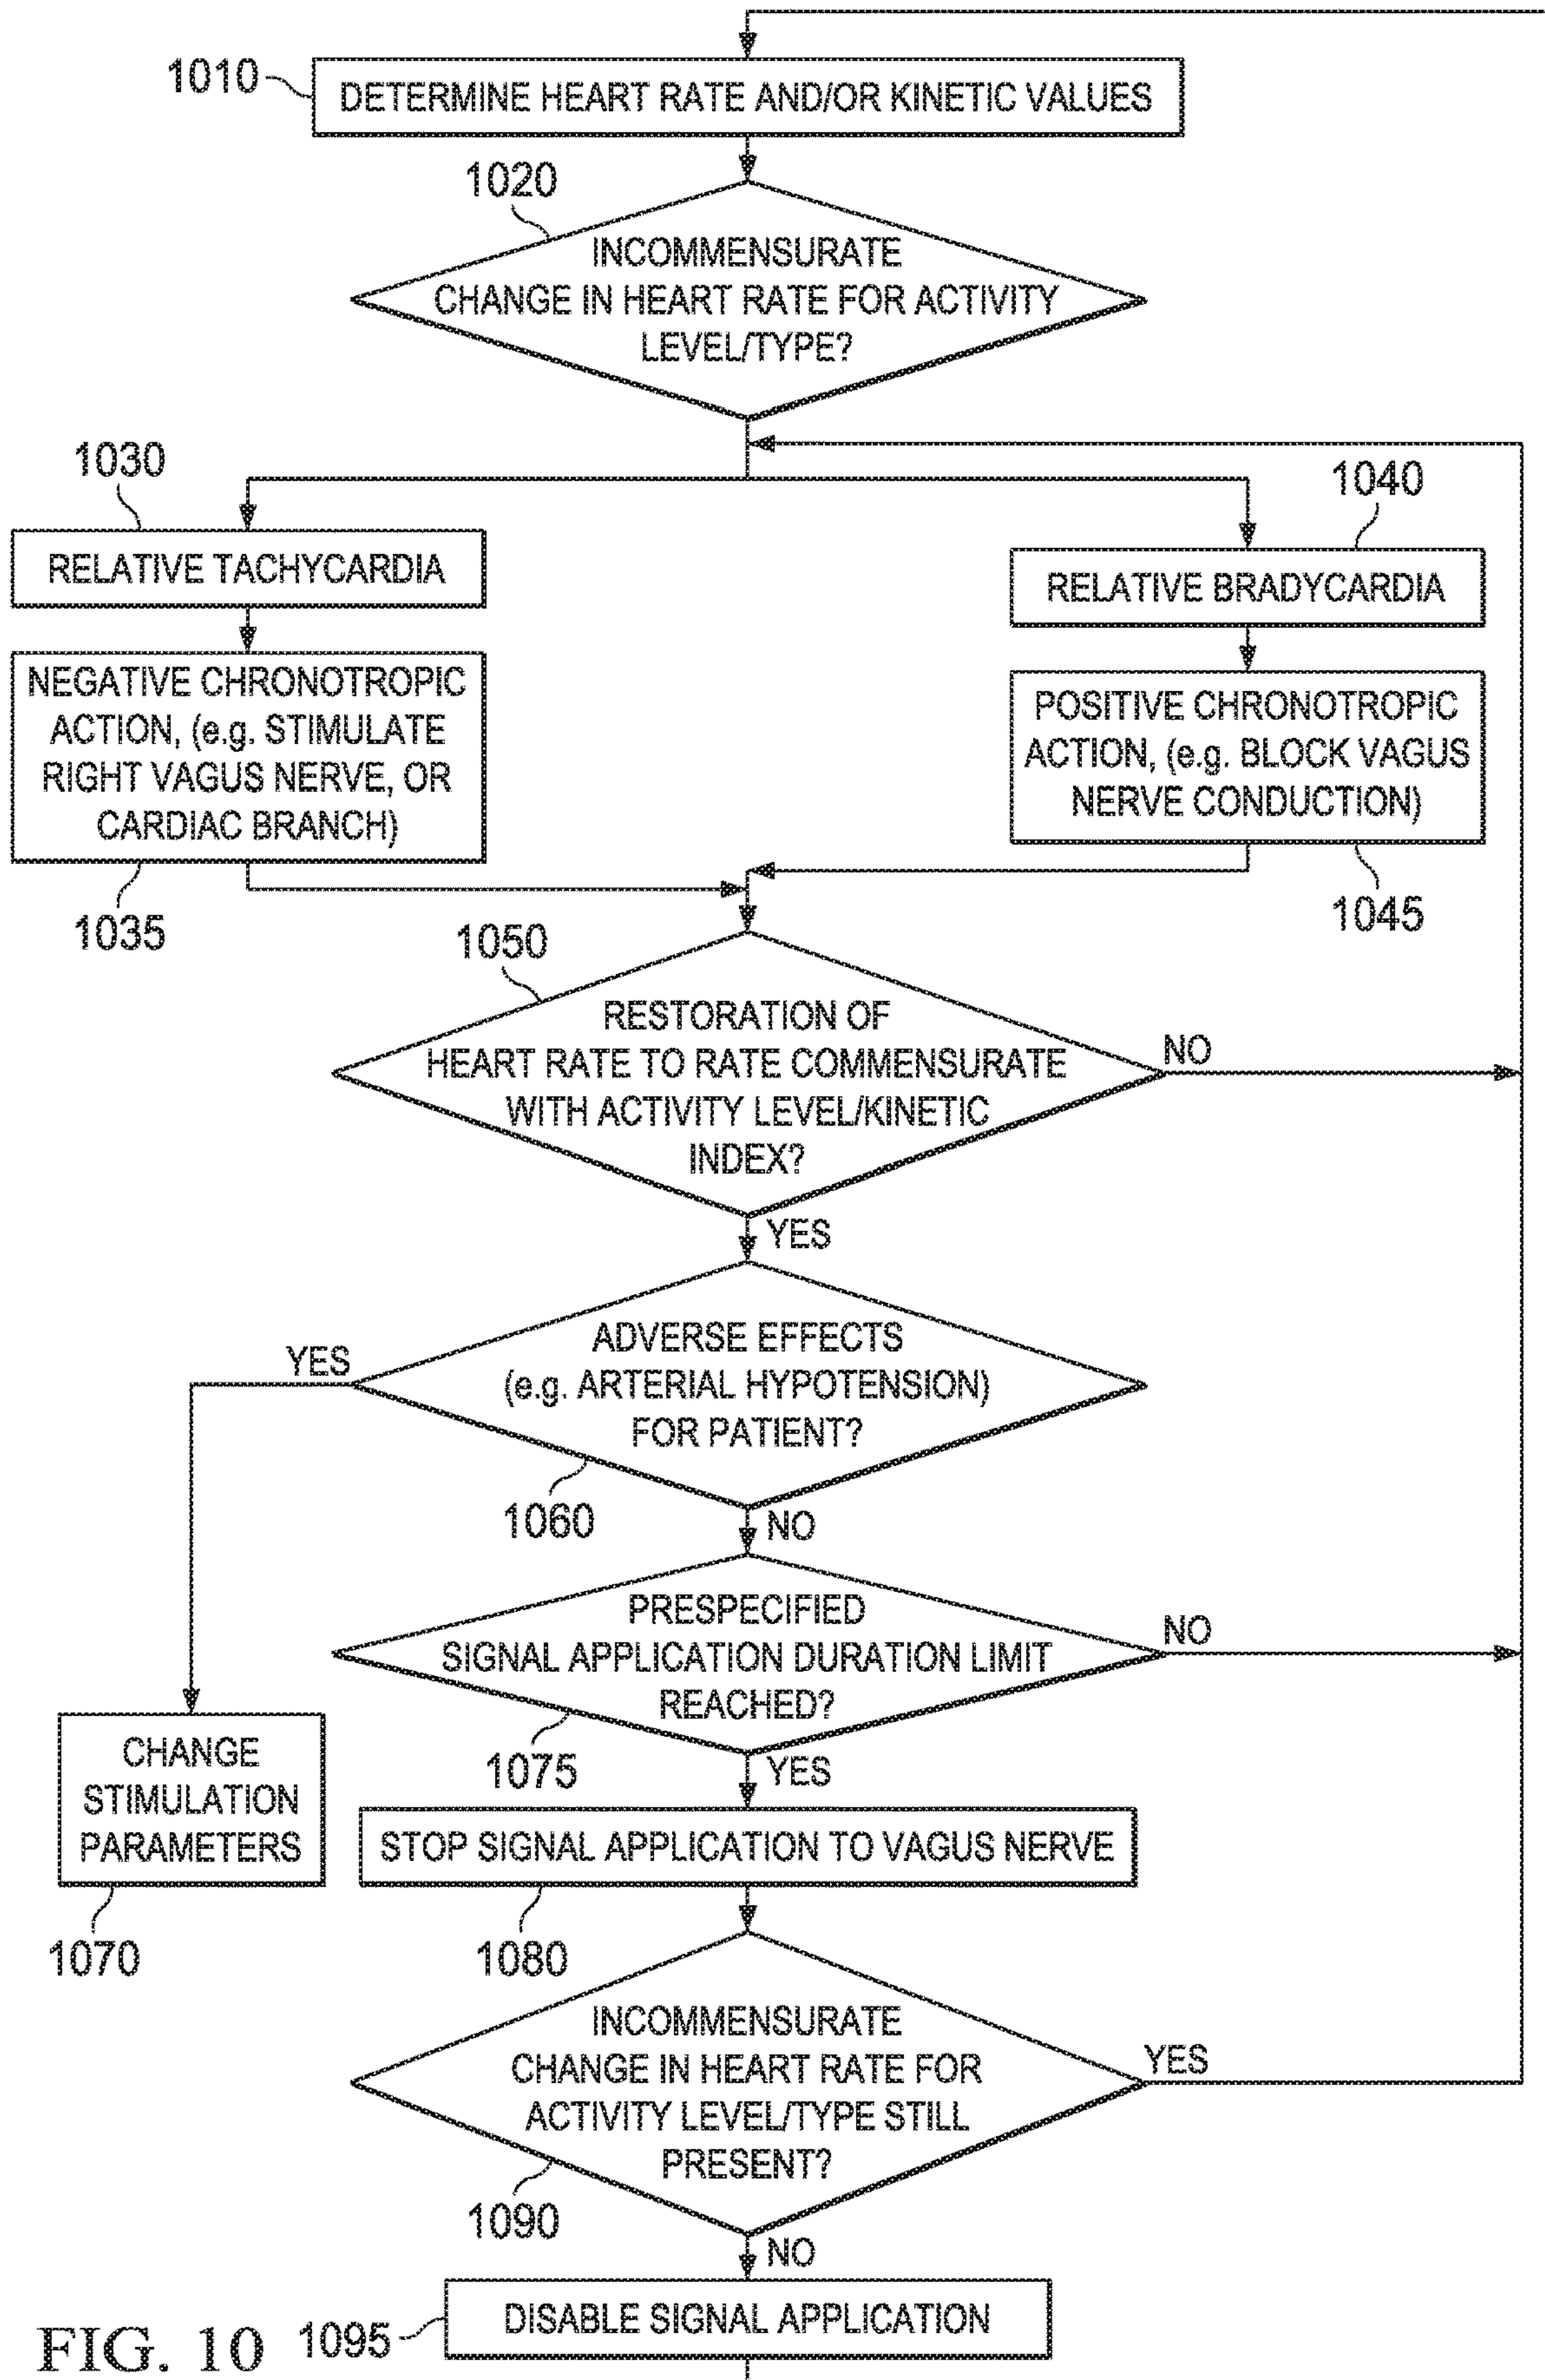 1010
DETERMINE HEART RATE AND/OR KINETIC VALUES
1020
INCOMMENSURATE
CHANGE IN HEART RATE FOR ACTIVITY
LEVEL/TYPE?
1030
RELATIVE TACHYCARDIA
1040
RELATIVE BRADYCARDIA
NEGATIVE CHRONOTROPIC
ACTION, (e.g. STIMULATE
RIGHT VAGUS NERVE, OR
CARDIAC BRANCH)
1035
POSITIVE CHRONOTROPIC
ACTION, (e.g. BLOCK VAGUS
NERVE CONDUCTION)
1045
1050
RESTORATION OF
HEART RATE TO RATE COMMENSURATE
WITH ACTIVITY LEVEL/KINETIC
INDEX?
NO
YES
ADVERSE EFFECTS
(e.g. ARTERIAL HYPOTENSION)
FOR PATIENT?
YES
1060
NO
PRESPECIFIED
SIGNAL APPLICATION DURATION LIMIT
REACHED?
NO
1075
YES
CHANGE
STIMULATION
PARAMETERS
1070
STOP SIGNAL APPLICATION TO VAGUS NERVE
1080
INCOMMENSURATE
CHANGE IN HEART RATE FOR
ACTIVITY LEVEL/TYPE STILL
PRESENT?
YES
1090
NO
DISABLE SIGNAL APPLICATION
1095
FIG. 10